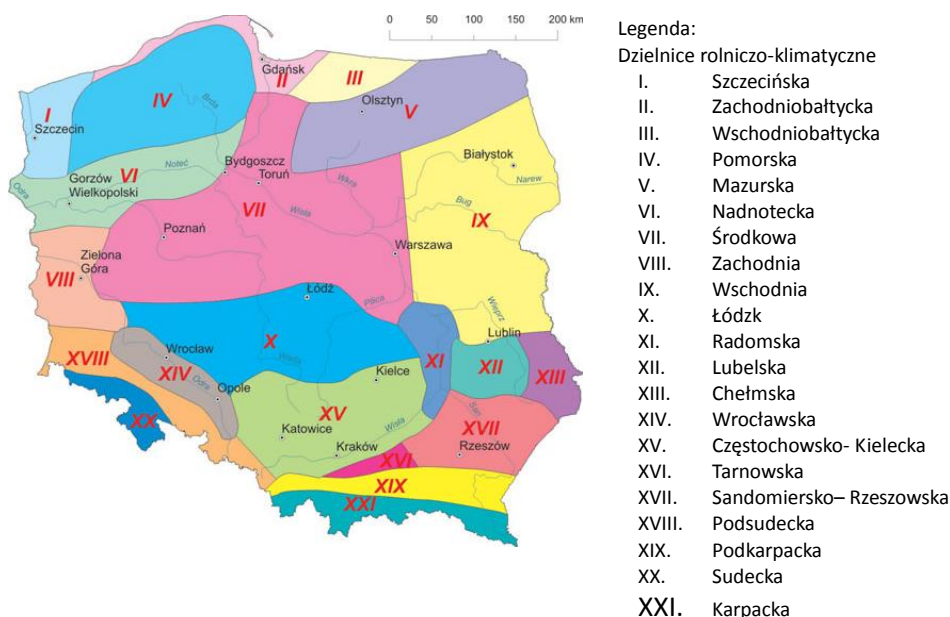 0 50 100 150 200 km
Gdańsk
II
III
I
IV
Brda
Olsztyn
V
Szczecin
Białystok
VI
Noteć
Bydgoszcz
Toruń
Wkra
Narew
Odra
Gorzów
Wielkopolski
VII
Wisła
Bug
IX
Poznań
Warszawa
Zielona
Góra
VIII
Łódź
Pilica
Wieprz
Lublin
X
XI
XII
XIII
Wrocław
XVIII
XIV
Warta
Kielce
Odra
Opole
XV
San
XX
Katowice
Wisła
XVII
Kraków
XVI
Rzeszów
XIX
XXI
Legenda:
Dzielnice rolniczo-klimatyczne
I. Szczecińska
II. Zachodniobałtycka
III. Wschodniobałtycka
IV. Pomorska
V. Mazurska
VI. Nadnotecka
VII. Środkowa
VIII. Zachodnia
IX. Wschodnia
X. Łódzk
XI. Radomska
XII. Lubelska
XIII. Chełmska
XIV. Wrocławska
XV. Częstochowsko- Kielecka
XVI. Tarnowska
XVII. Sandomiersko– Rzeszowska
XVIII. Podsudecka
XIX. Podkarpacka
XX. Sudecka
XXI. Karpacka